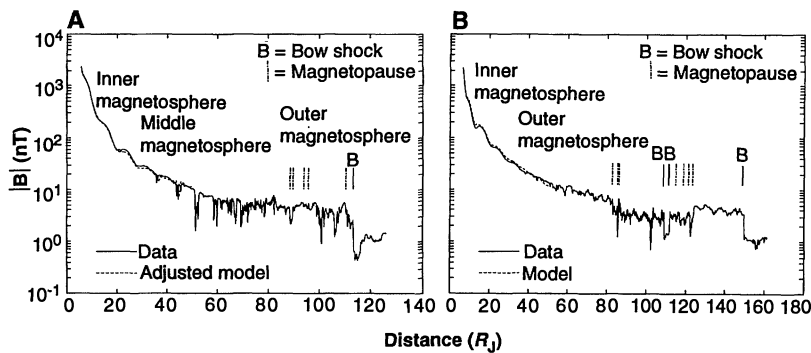 A
B
10⁴
10³
10²
10¹
10⁰
10⁻¹
|B| (nT)
B = Bow shock
= Magnetopause
Inner
magnetosphere
Middle
magnetosphere
Outer
magnetosphere
B
Data
Adjusted model
0 20 40 60 80 100 120 140
B = Bow shock
= Magnetopause
Inner
magnetosphere
Outer
magnetosphere
BB
B
Data
Model
0 20 40 60 80 100 120 140 160 180
Distance (RJ)